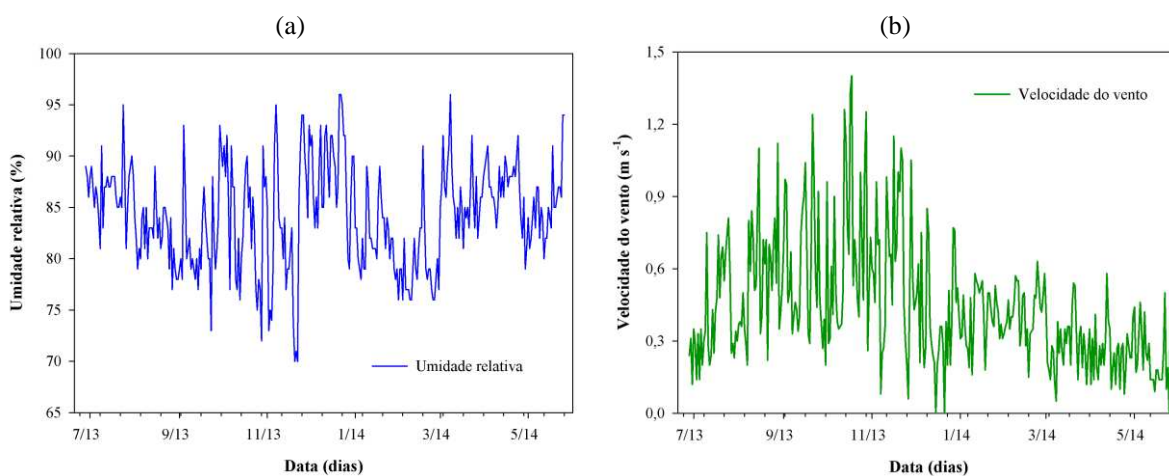 (a)
(b)
100
95
90
85
80
75
70
65
Umidade relativa (%)
Umidade relativa
7/13 9/13 11/13 1/14 3/14 5/14
Data (dias)
1,5
1,2
0,9
0,6
0,3
0,0
Velocidade do vento (m s⁻¹)
Velocidade do vento
7/13 9/13 11/13 1/14 3/14 5/14
Data (dias)